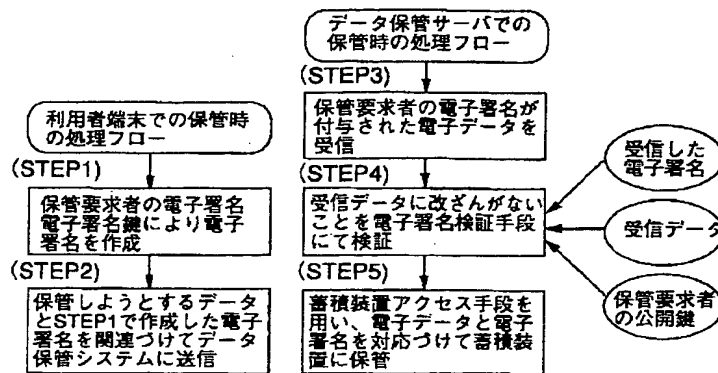 利用者端末での保管時
の処理フロー
(STEP1)
保管要求者の電子署名
電子署名鍵により電子
署名を作成
(STEP2)
保管しようとするデータ
とSTEP1で作成した電子
署名を関連づけてデータ
保管システムに送信
データ保管サーバでの
保管時の処理フロー
(STEP3)
保管要求者の電子署名が
付与された電子データを
受信
(STEP4)
受信データに改ざんがない
ことを電子署名検証手段
にて検証
(STEP5)
蓄積装置アクセス手段を
用い、電子データと電子
署名を対応づけて蓄積装
置に保管
受信した
電子署名
受信データ
保管要求者
の公開鍵